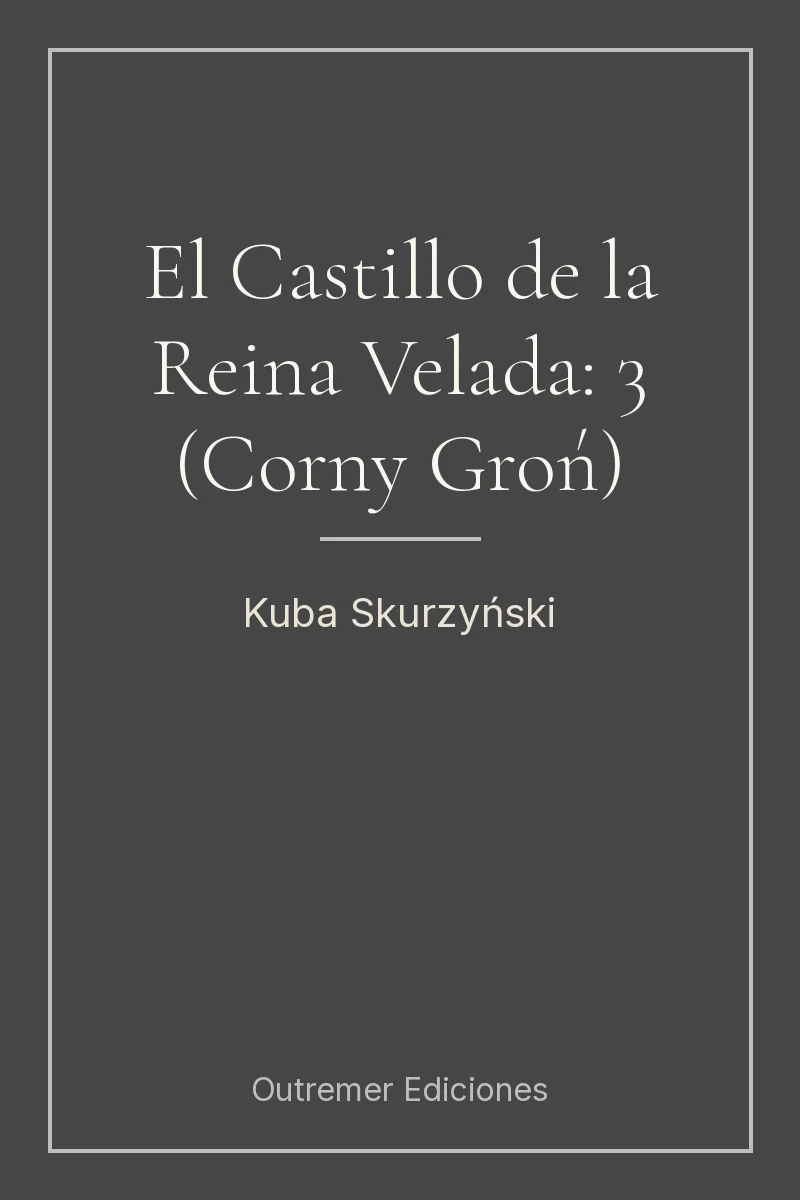 El Castillo de la
Reina Velada: 3
(Corny Groń)
Kuba Skurzyński
Outremer Ediciones